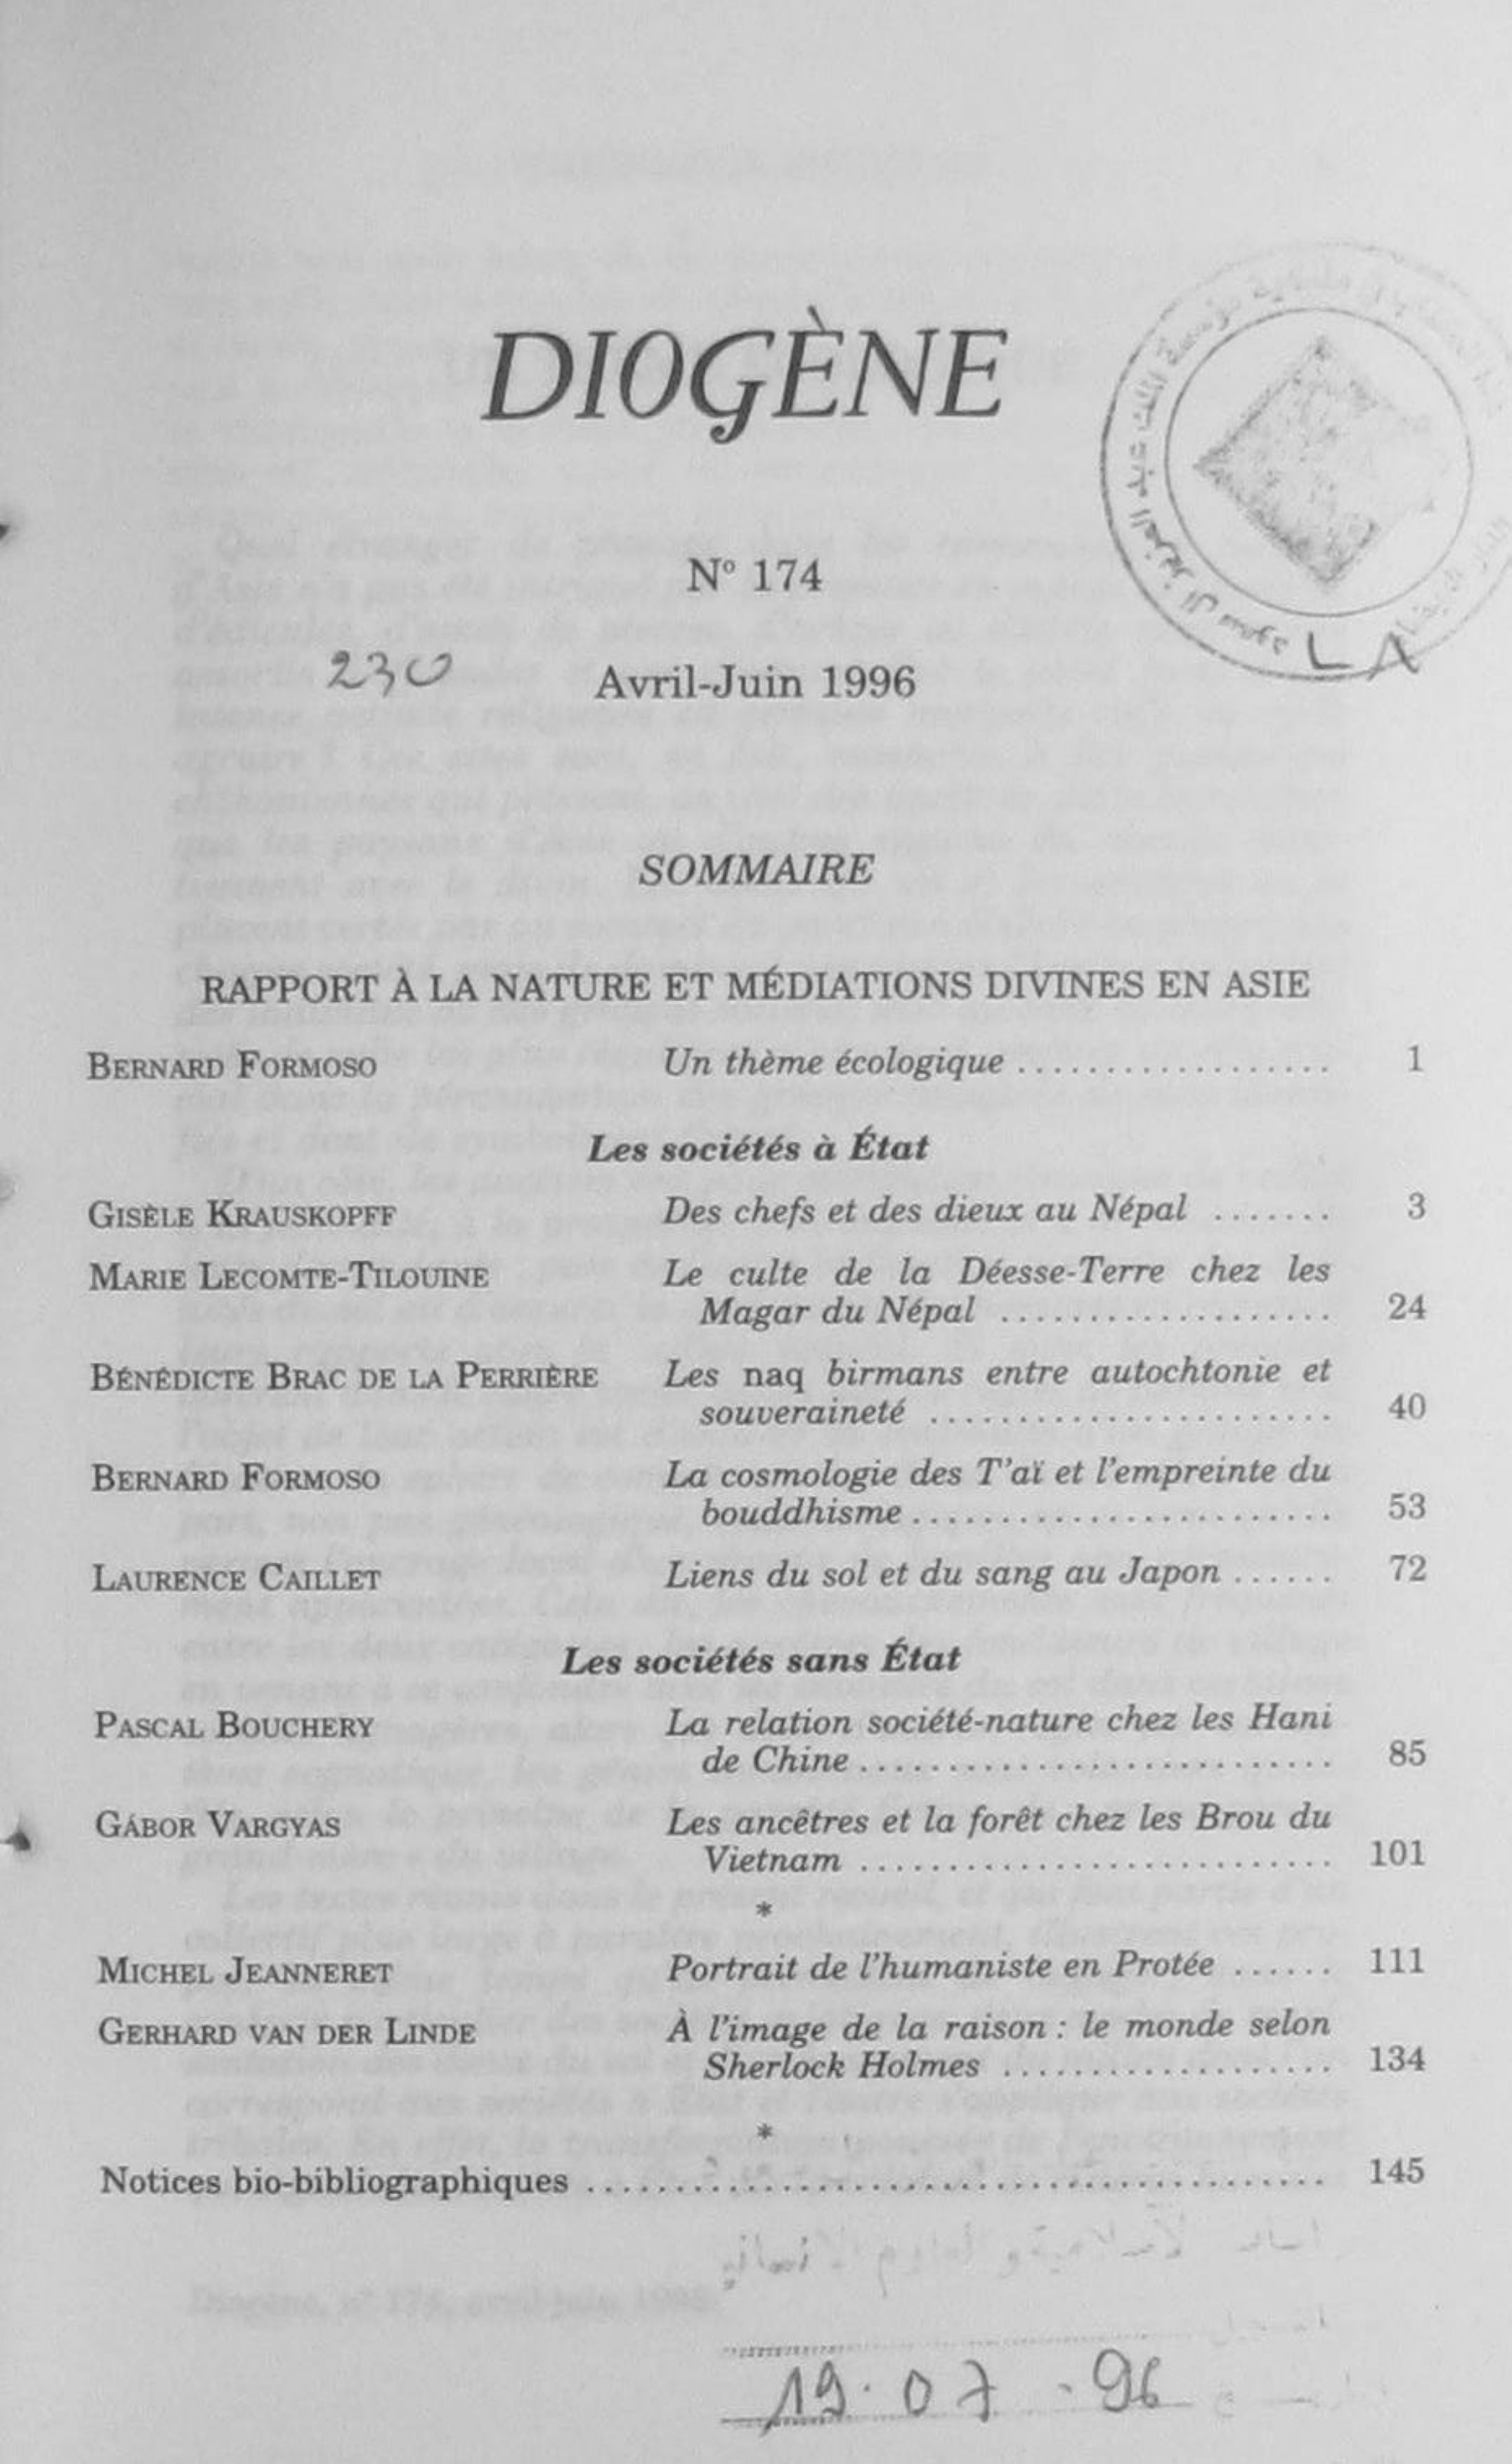 DIOGÈNE
N° 174
230
Avril-Juin 1996
مؤسسة الملك عبد العزيز آل سعود
LA
SOMMAIRE
RAPPORT À LA NATURE ET MÉDIATIONS DIVINES EN ASIE
BERNARD FORMOSO Un thème écologique .................. 1
Les sociétés à État
GISÈLE KRAUSKOPFF Des chefs et des dieux au Népal ....... 3
MARIE LECOMTE-TILOUINE Le culte de la Déesse-Terre chez les
Magar du Népal ................... 24
BÉNÉDICTE BRAC DE LA PERRIÈRE Les naq birmans entre autochtonie et
souveraineté ....................... 40
BERNARD FORMOSO La cosmologie des T'aï et l'empreinte du
bouddhisme ........................ 53
LAURENCE CAILLET Liens du sol et du sang au Japon ...... 72
Les sociétés sans État
PASCAL BOUCHERY La relation société-nature chez les Hani
de Chine ........................... 85
GÁBOR VARGYAS Les ancêtres et la forêt chez les Brou du
Vietnam ........................... 101
*
MICHEL JEANNERET Portrait de l'humaniste en Protée ...... 111
GERHARD VAN DER LINDE À l'image de la raison : le monde selon
Sherlock Holmes ................... 134
*
Notices bio-bibliographiques .......................................... 145
19·07-96